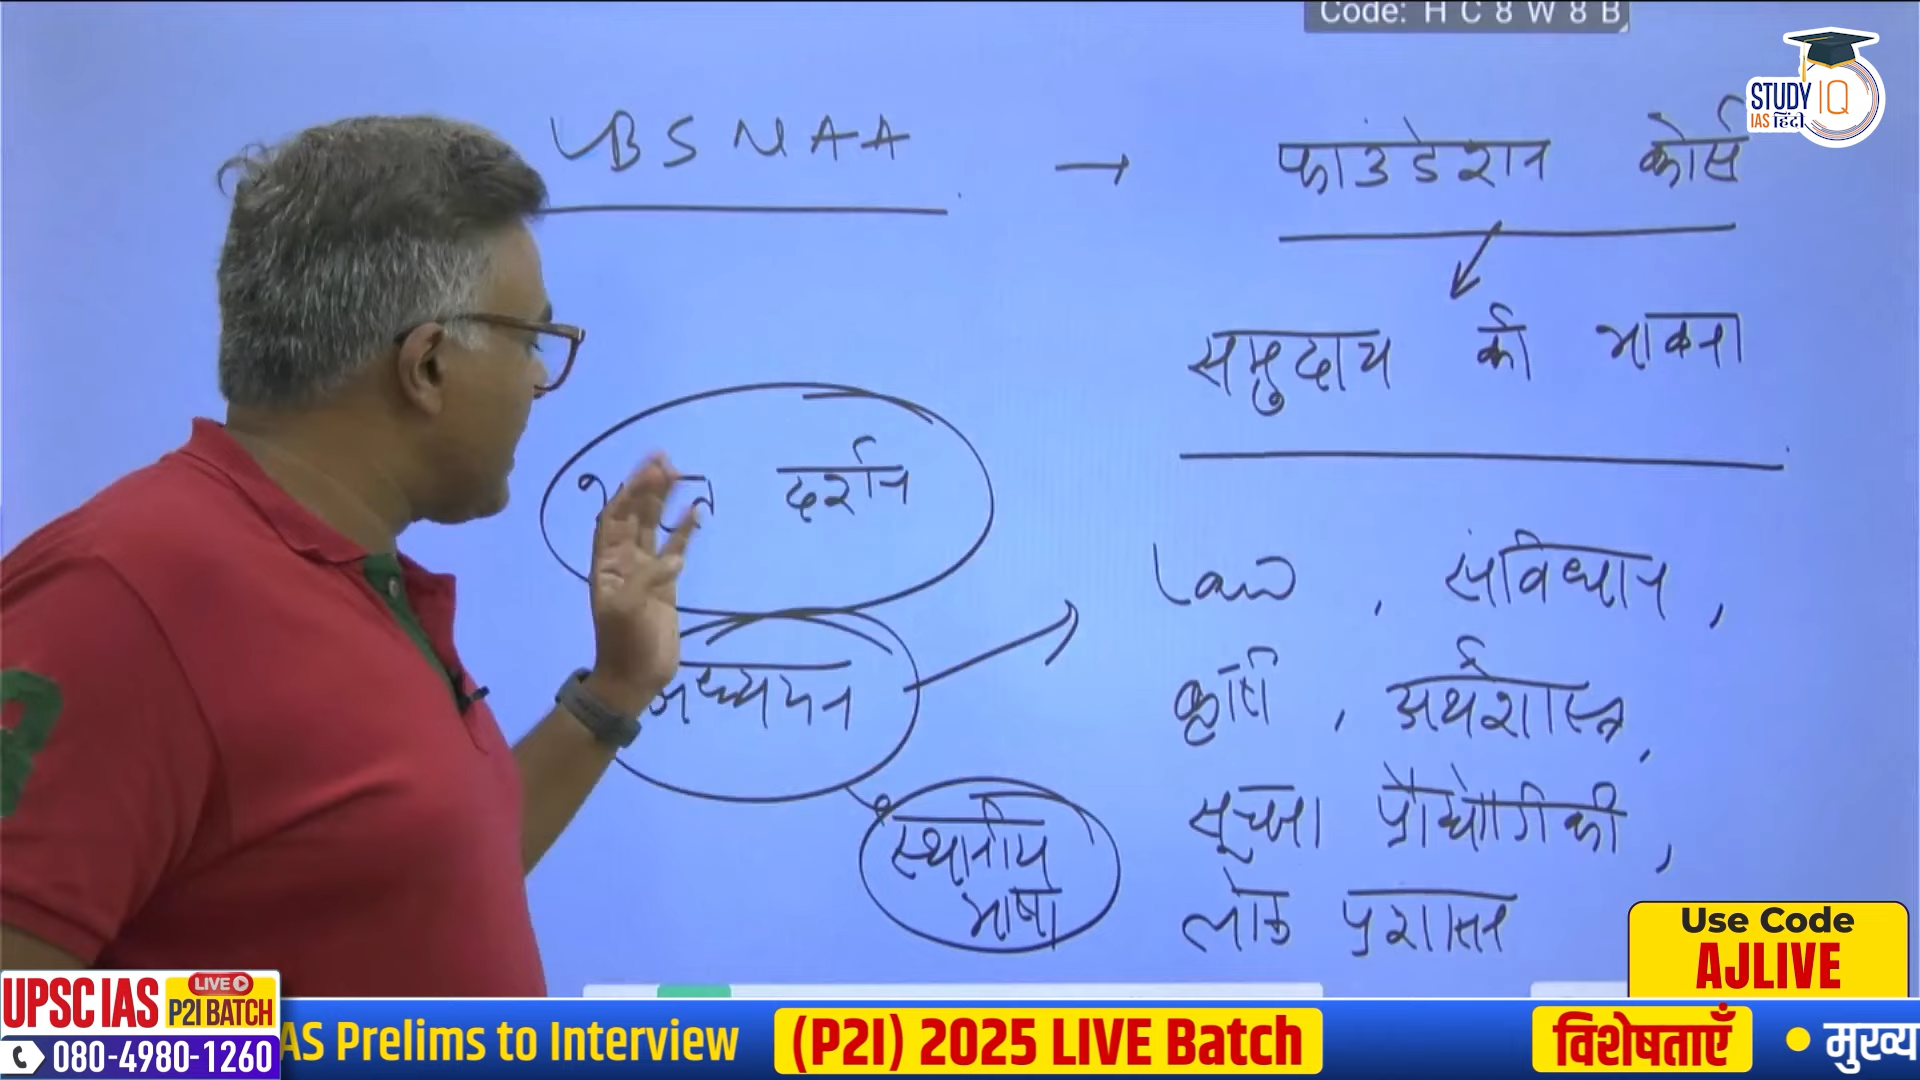 Code: H C 8 W 8 B
STUDY IQ
IAS हिंदी
LBSNAA → फाउंडेशन कोर्स
समुदाय की भावना
दर्शन
Law , संविधान ,
अध्ययन
कृषि , अर्थशास्त्र ,
सूचना प्रौद्योगिकी ,
स्थानीय
भाषा
लोक प्रशासन
Use Code
AJLIVE
UPSC IAS LIVE P2I BATCH
080-4980-1260
AS Prelims to Interview (P2I) 2025 LIVE Batch विशेषताएँ • मुख्य